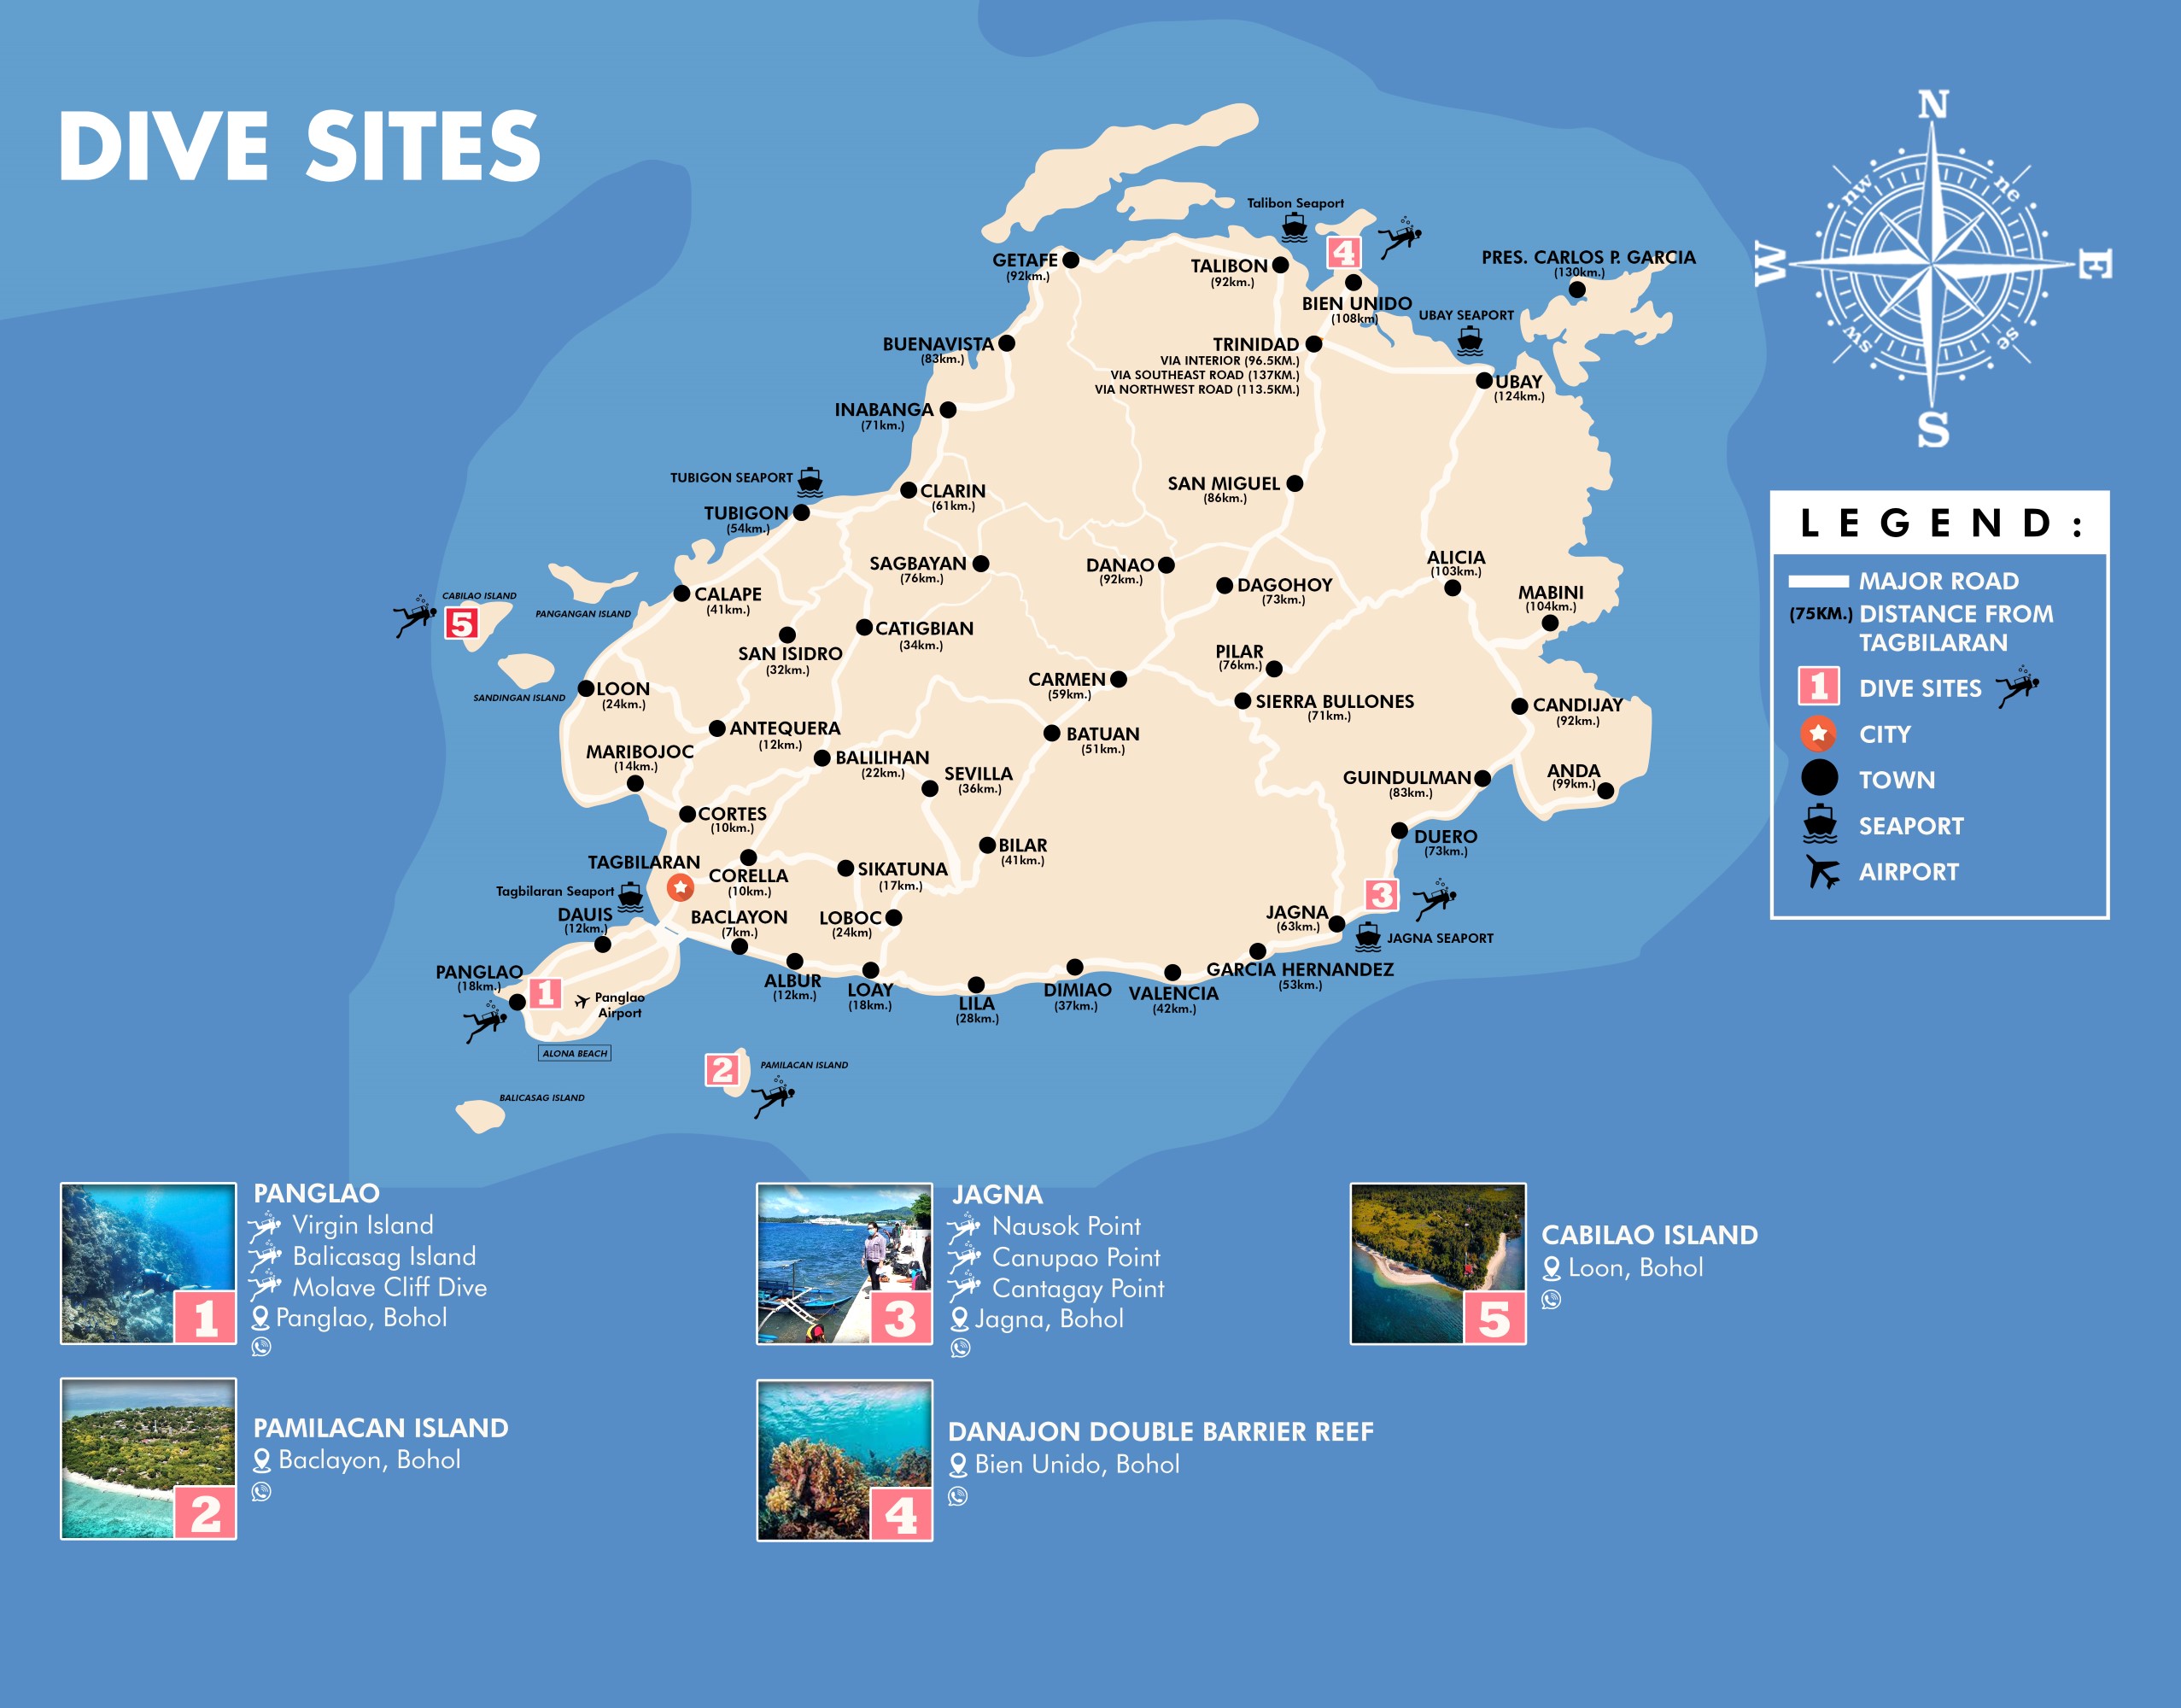 DIVE SITES
N
nw
ne
W
E
sw
se
S
Talibon Seaport
4
GETAFE
(92km.)
TALIBON
(92km.)
PRES. CARLOS P. GARCIA
(130km.)
BIEN UNIDO
(108km)
UBAY SEAPORT
BUENAVISTA
(83km.)
TRINIDAD
VIA INTERIOR (96.5KM.)
VIA SOUTHEAST ROAD (137KM.)
VIA NORTHWEST ROAD (113.5KM.)
UBAY
(124km.)
INABANGA
(71km.)
TUBIGON SEAPORT
CLARIN
(61km.)
SAN MIGUEL
(86km.)
TUBIGON
(54km.)
SAGBAYAN
(76km.)
DANAO
(92km.)
DAGOHOY
(73km.)
ALICIA
(103km.)
MABINI
(104km.)
CABILAO ISLAND
5
PANGANGAN ISLAND
CALAPE
(41km.)
CATIGBIAN
(34km.)
SAN ISIDRO
(32km.)
PILAR
(76km.)
CARMEN
(59km.)
SIERRA BULLONES
(71km.)
SANDINGAN ISLAND
LOON
(24km.)
CANDIJAY
(92km.)
ANTEQUERA
(12km.)
BATUAN
(51km.)
MARIBOJOC
(14km.)
BALILIHAN
(22km.)
SEVILLA
(36km.)
GUINDULMAN
(83km.)
ANDA
(99km.)
CORTES
(10km.)
DUERO
(73km.)
BILAR
(41km.)
TAGBILARAN
CORELLA
(10km.)
SIKATUNA
(17km.)
Tagbilaran Seaport
3
DAUIS
(12km.)
BACLAYON
(7km.)
LOBOC
(24km)
JAGNA
(63km.)
JAGNA SEAPORT
PANGLAO
(18km.)
1
Panglao
Airport
ALBUR
(12km.)
LOAY
(18km.)
LILA
(28km.)
DIMIAO
(37km.)
VALENCIA
(42km.)
GARCIA HERNANDEZ
(53km.)
ALONA BEACH
2
PAMILACAN ISLAND
BALICASAG ISLAND
LEGEND:
MAJOR ROAD
(75KM.) DISTANCE FROM
TAGBILARAN
1 DIVE SITES
CITY
TOWN
SEAPORT
AIRPORT
1
PANGLAO
Virgin Island
Balicasag Island
Molave Cliff Dive
Panglao, Bohol
2
PAMILACAN ISLAND
Baclayon, Bohol
3
JAGNA
Nausok Point
Canupao Point
Cantagay Point
Jagna, Bohol
4
DANAJON DOUBLE BARRIER REEF
Bien Unido, Bohol
5
CABILAO ISLAND
Loon, Bohol